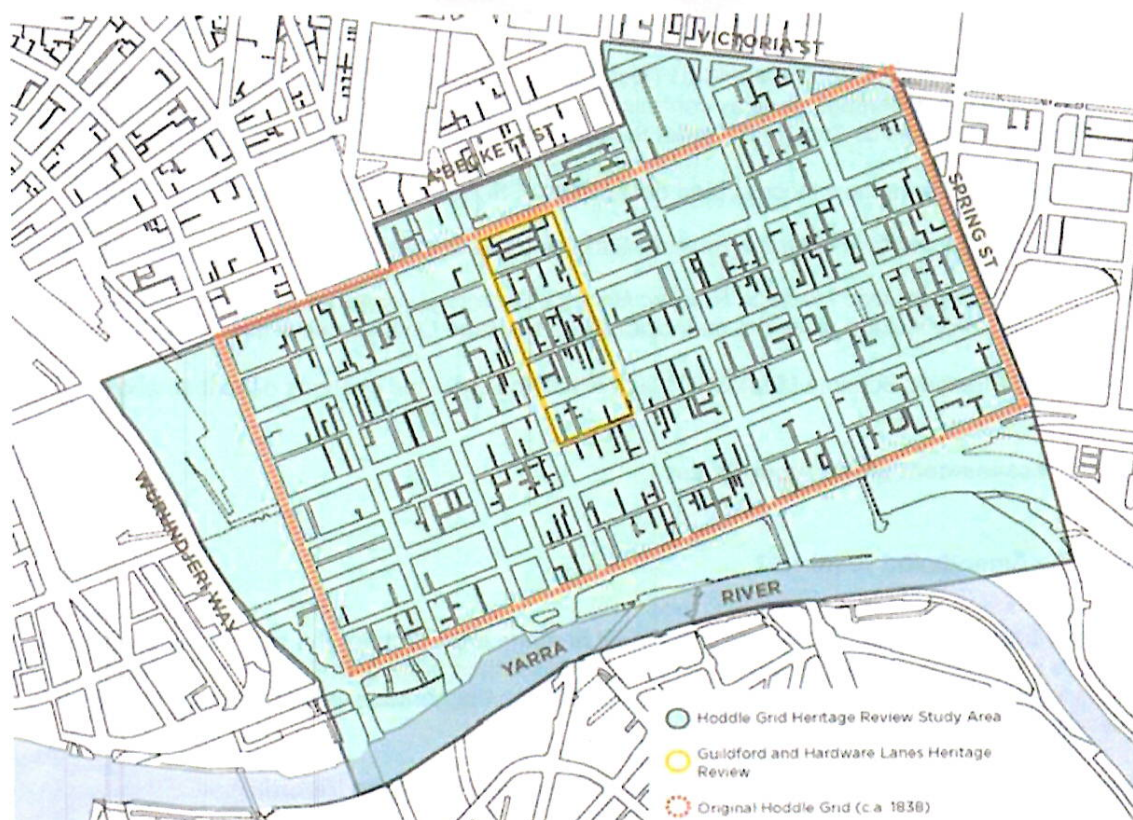 VICTORIA ST
A'BECKETT ST
SPRING ST
WURUNDJERI WAY
YARRA RIVER
Hoddle Grid Heritage Review Study Area
Guildford and Hardware Lanes Heritage
Review
Original Hoddle Grid (c.a 1838)